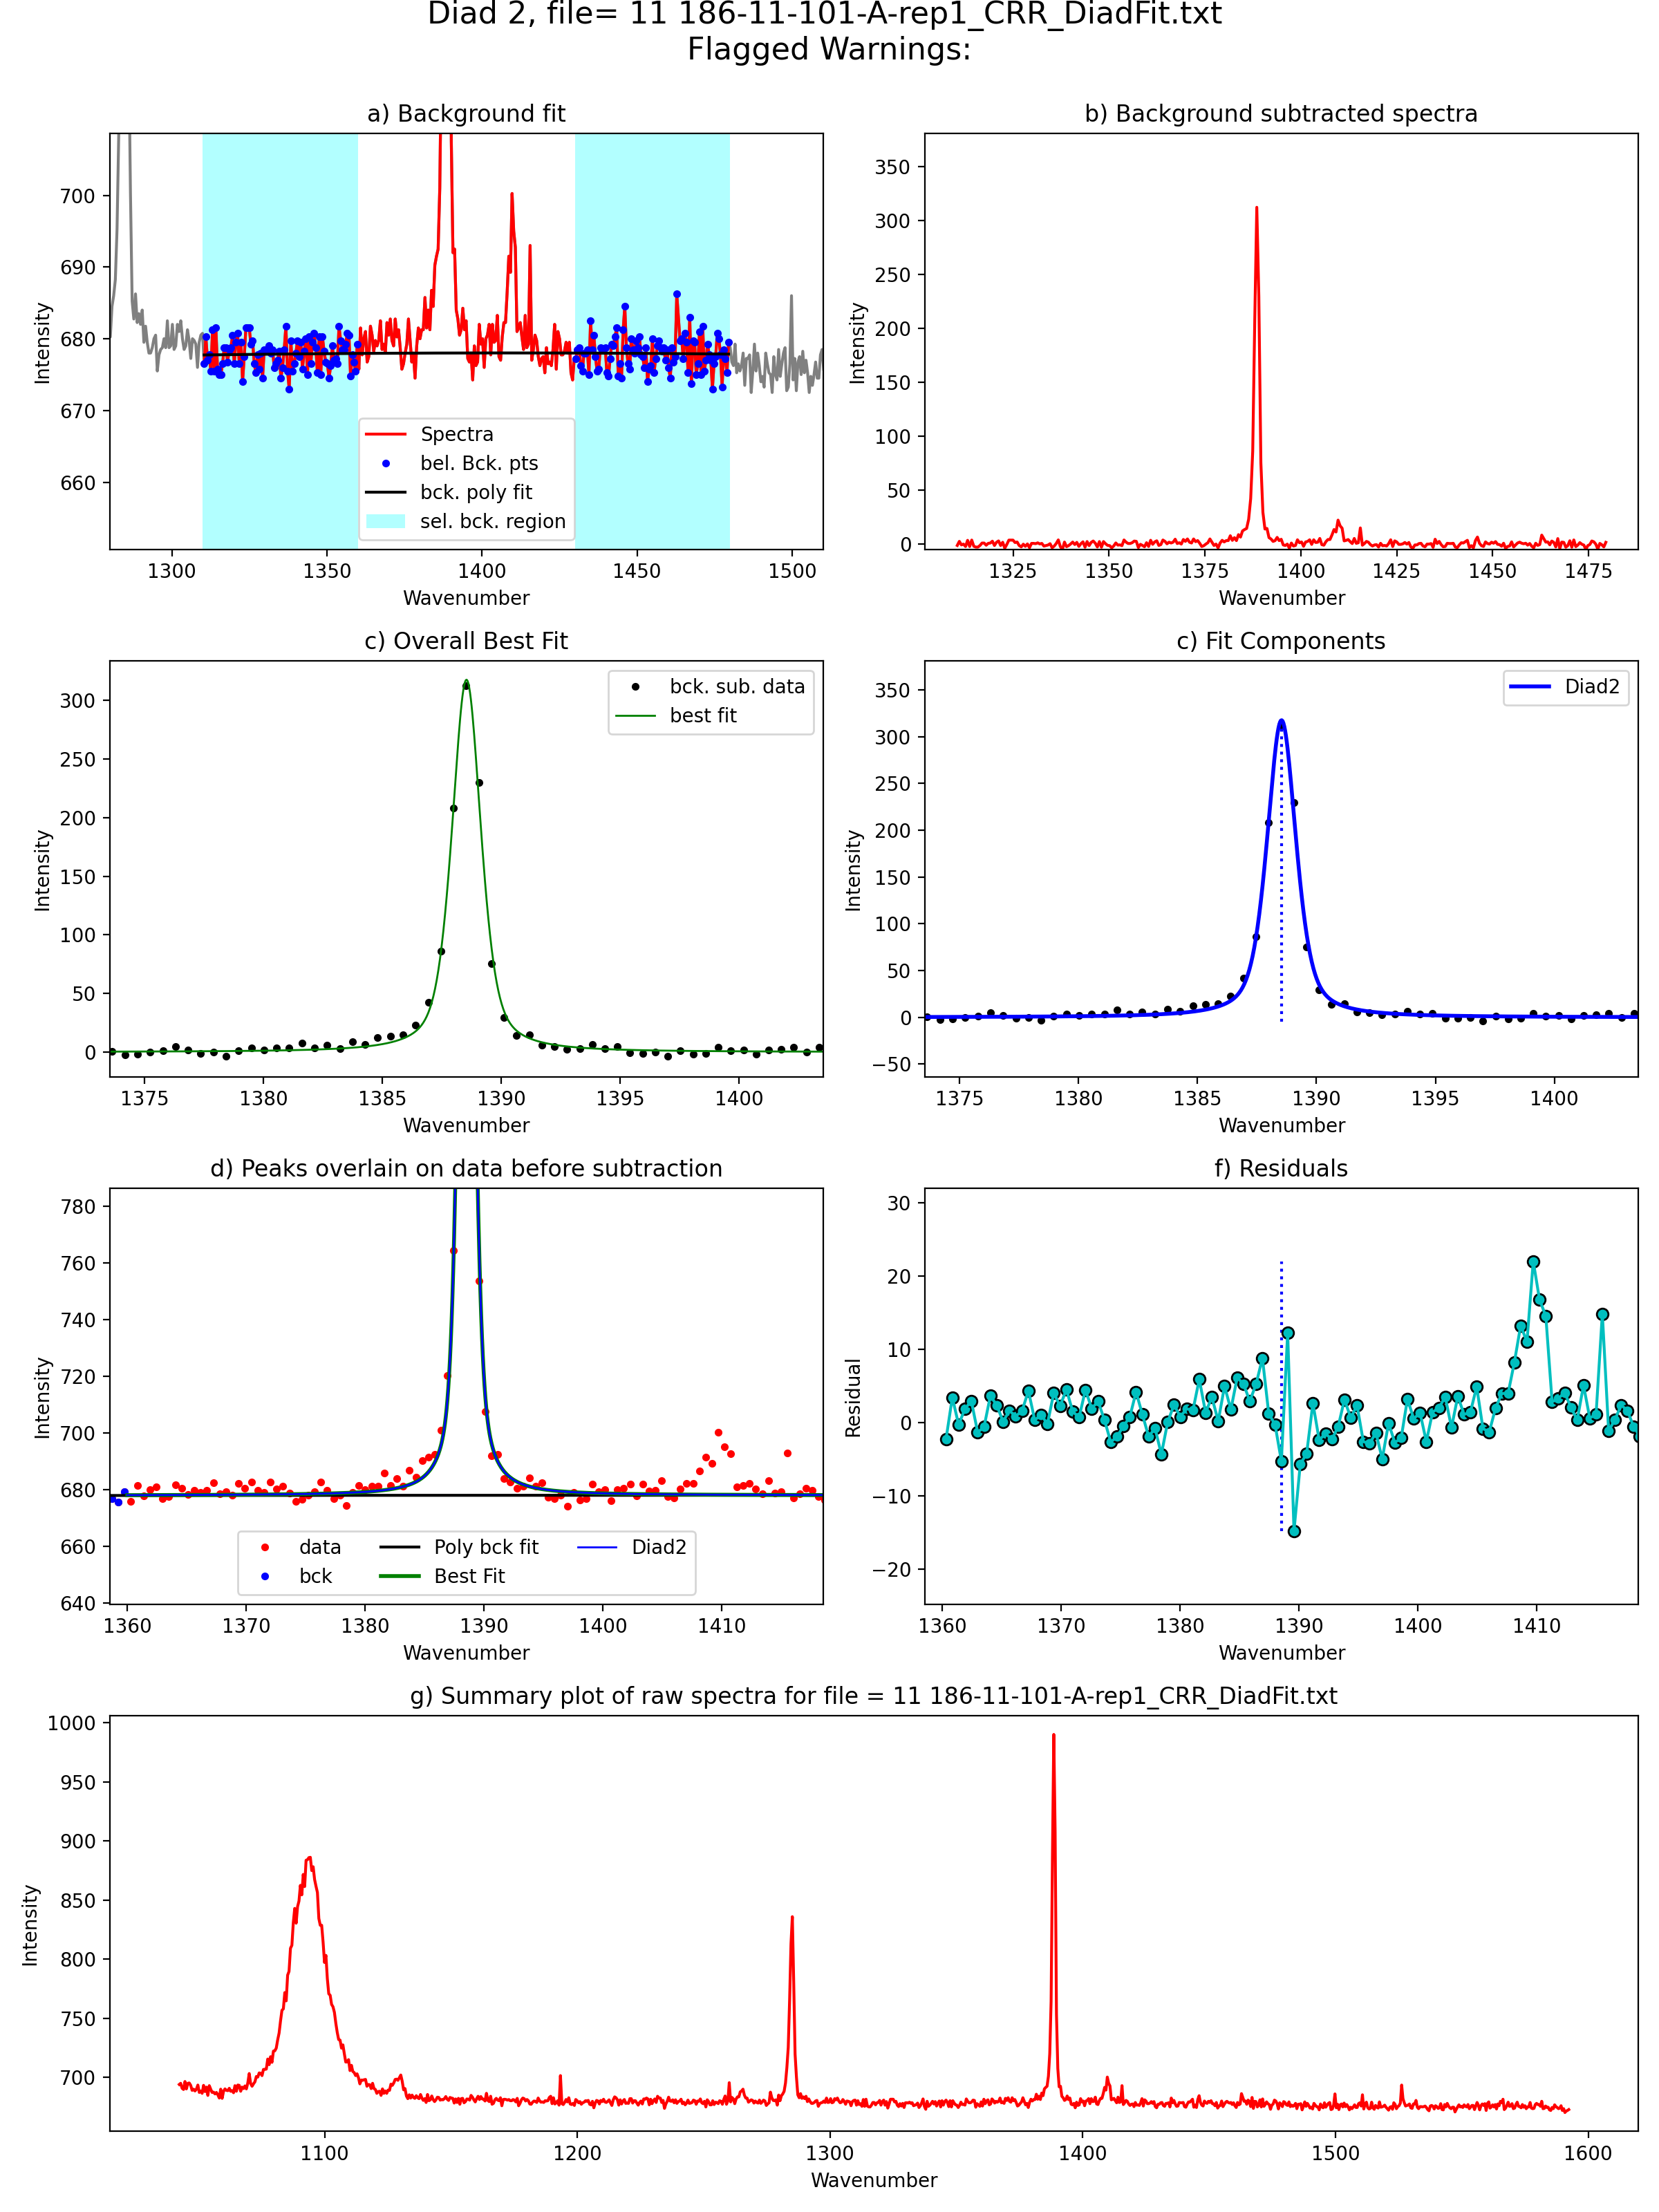 Diad 2, file= 11 186-11-101-A-rep1_CRR_DiadFit.txt
Flagged Warnings:
a) Background fit
Intensity
700
690
680
670
660
Spectra
bel. Bck. pts
bck. poly fit
sel. bck. region
1300 1350 1400 1450 1500
Wavenumber
b) Background subtracted spectra
Intensity
350
300
250
200
150
100
50
0
1325 1350 1375 1400 1425 1450 1475
Wavenumber
c) Overall Best Fit
Intensity
300
250
200
150
100
50
0
bck. sub. data
best fit
1375 1380 1385 1390 1395 1400
Wavenumber
c) Fit Components
Intensity
350
300
250
200
150
100
50
0
−50
Diad2
1375 1380 1385 1390 1395 1400
Wavenumber
d) Peaks overlain on data before subtraction
Intensity
780
760
740
720
700
680
660
640
data
bck
Poly bck fit
Best Fit
Diad2
1360 1370 1380 1390 1400 1410
Wavenumber
f) Residuals
Residual
30
20
10
0
−10
−20
1360 1370 1380 1390 1400 1410
Wavenumber
g) Summary plot of raw spectra for file = 11 186-11-101-A-rep1_CRR_DiadFit.txt
Intensity
1000
950
900
850
800
750
700
1100 1200 1300 1400 1500 1600
Wavenumber